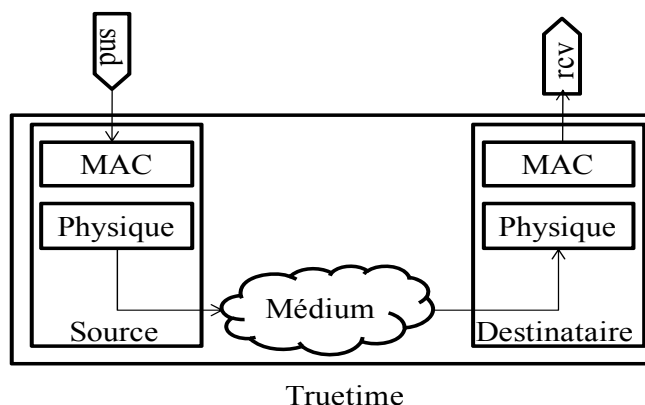 snd
rcv
MAC
MAC
Physique
Physique
Médium
Source
Destinataire
Truetime